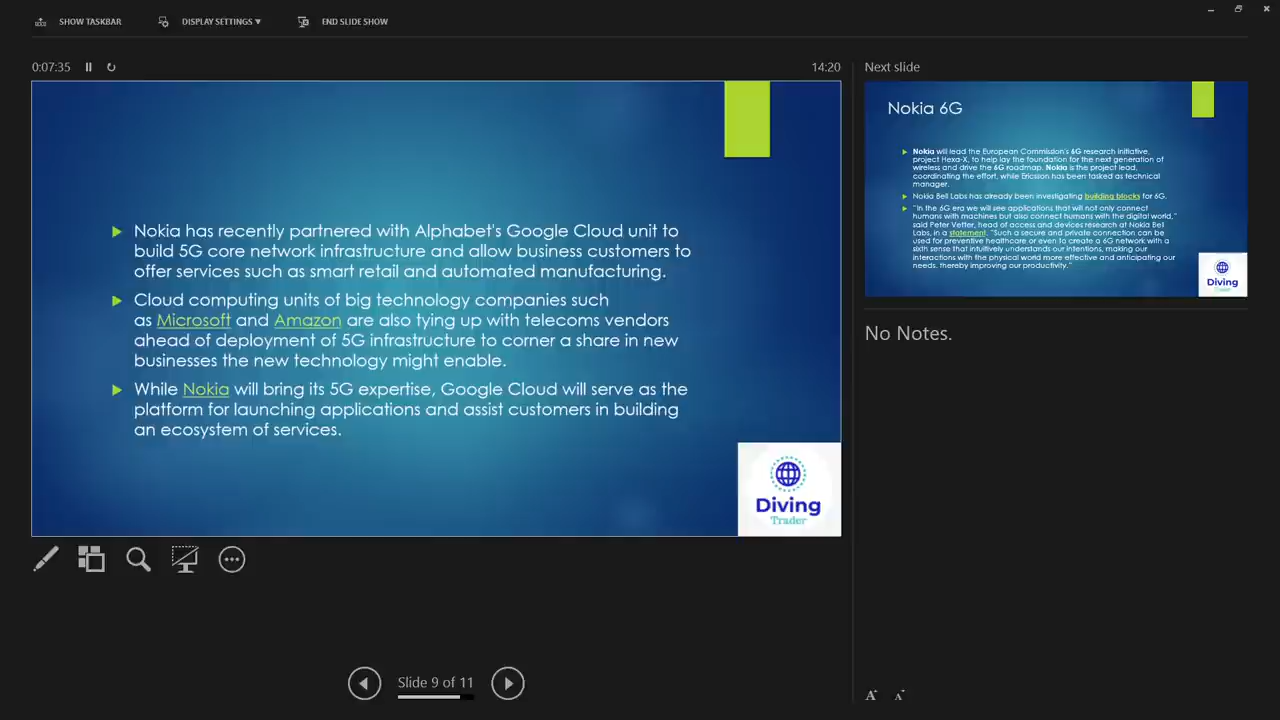 SHOW TASKBAR
DISPLAY SETTINGS ▼
END SLIDE SHOW
0:07:35
14:20
Nokia has recently partnered with Alphabet's Google Cloud unit to
build 5G core network infrastructure and allow business customers to
offer services such as smart retail and automated manufacturing.
Cloud computing units of big technology companies such
as Microsoft and Amazon are also tying up with telecoms vendors
ahead of deployment of 5G infrastructure to corner a share in new
businesses the new technology might enable.
While Nokia will bring its 5G expertise, Google Cloud will serve as the
platform for launching applications and assist customers in building
an ecosystem of services.
Diving
Trader
Slide 9 of 11
Next slide
Nokia 6G
Nokia will lead the European Commission's 6G research initiative,
project Hexa-X, to help lay the foundation for the next generation of
wireless and drive the 6G roadmap. Nokia is the project lead,
coordinating the effort, while Ericsson has been tasked as technical
manager.
Nokia Bell Labs has already been investigating building blocks for 6G.
"In the 6G era we will see applications that will not only connect
humans with machines but also connect humans with the digital world,"
said Peter Vetter, head of access and devices research at Nokia Bell
Labs, in a statement. "Such a secure and private connection can be
used for preventive healthcare or even to create a 6G network with a
sixth sense that intuitively understands our intentions, making our
interactions with the physical world more effective and anticipating our
needs, thereby improving our productivity."
Diving
Trader
No Notes.
A
A